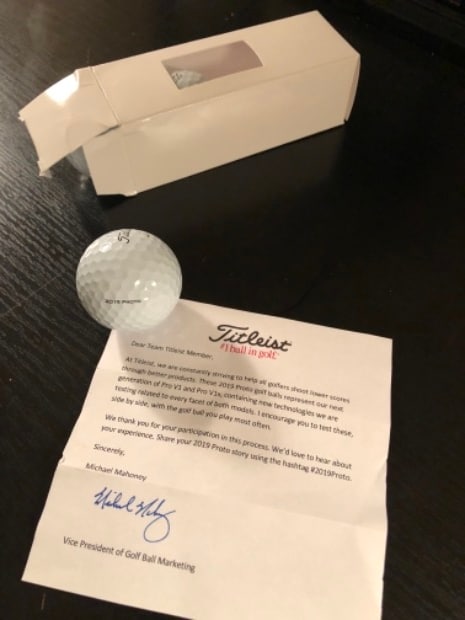 2019 PROTO
Titleist
#1 ball in golf.
Dear Team Titleist Member,
At Titleist, we are constantly striving to help all golfers shoot lower scores
through better products. These 2019 Proto golf balls represent our next
generation of Pro V1 and Pro V1x, containing new technologies we are
testing related to every facet of both models. I encourage you to test these,
side by side, with the golf ball you play most often.
We thank you for your participation in this process. We'd love to hear about
your experience. Share your 2019 Proto story using the hashtag #2019Proto.
Sincerely,
Michael Mahoney
Vice President of Golf Ball Marketing